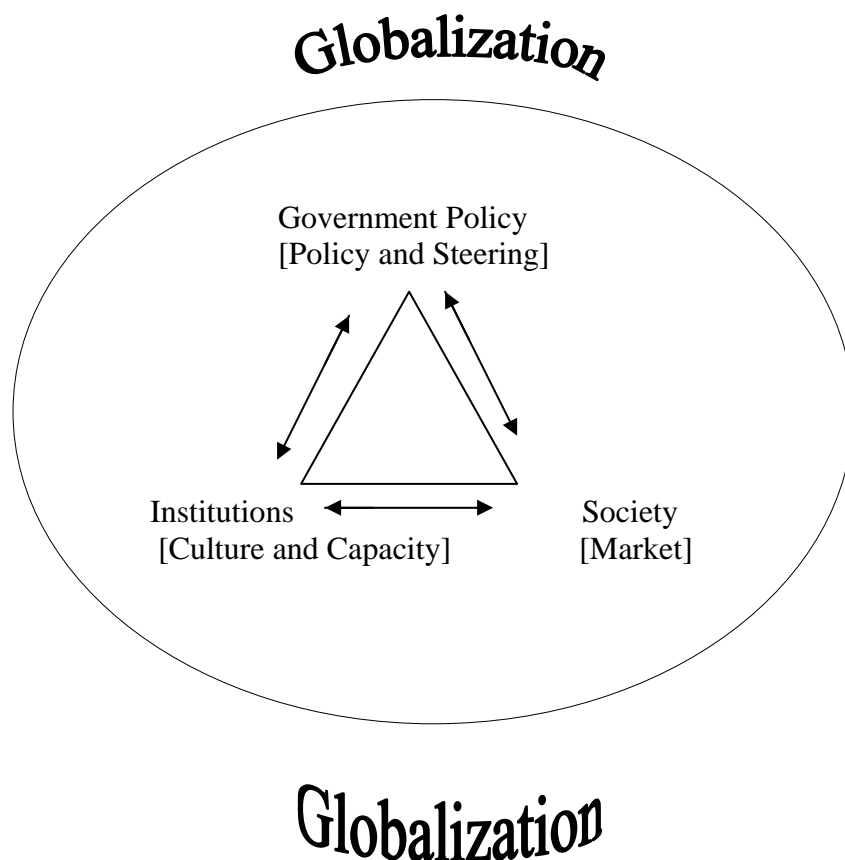 Globalization
Government Policy
[Policy and Steering]
Institutions
[Culture and Capacity]
Society
[Market]
Globalization